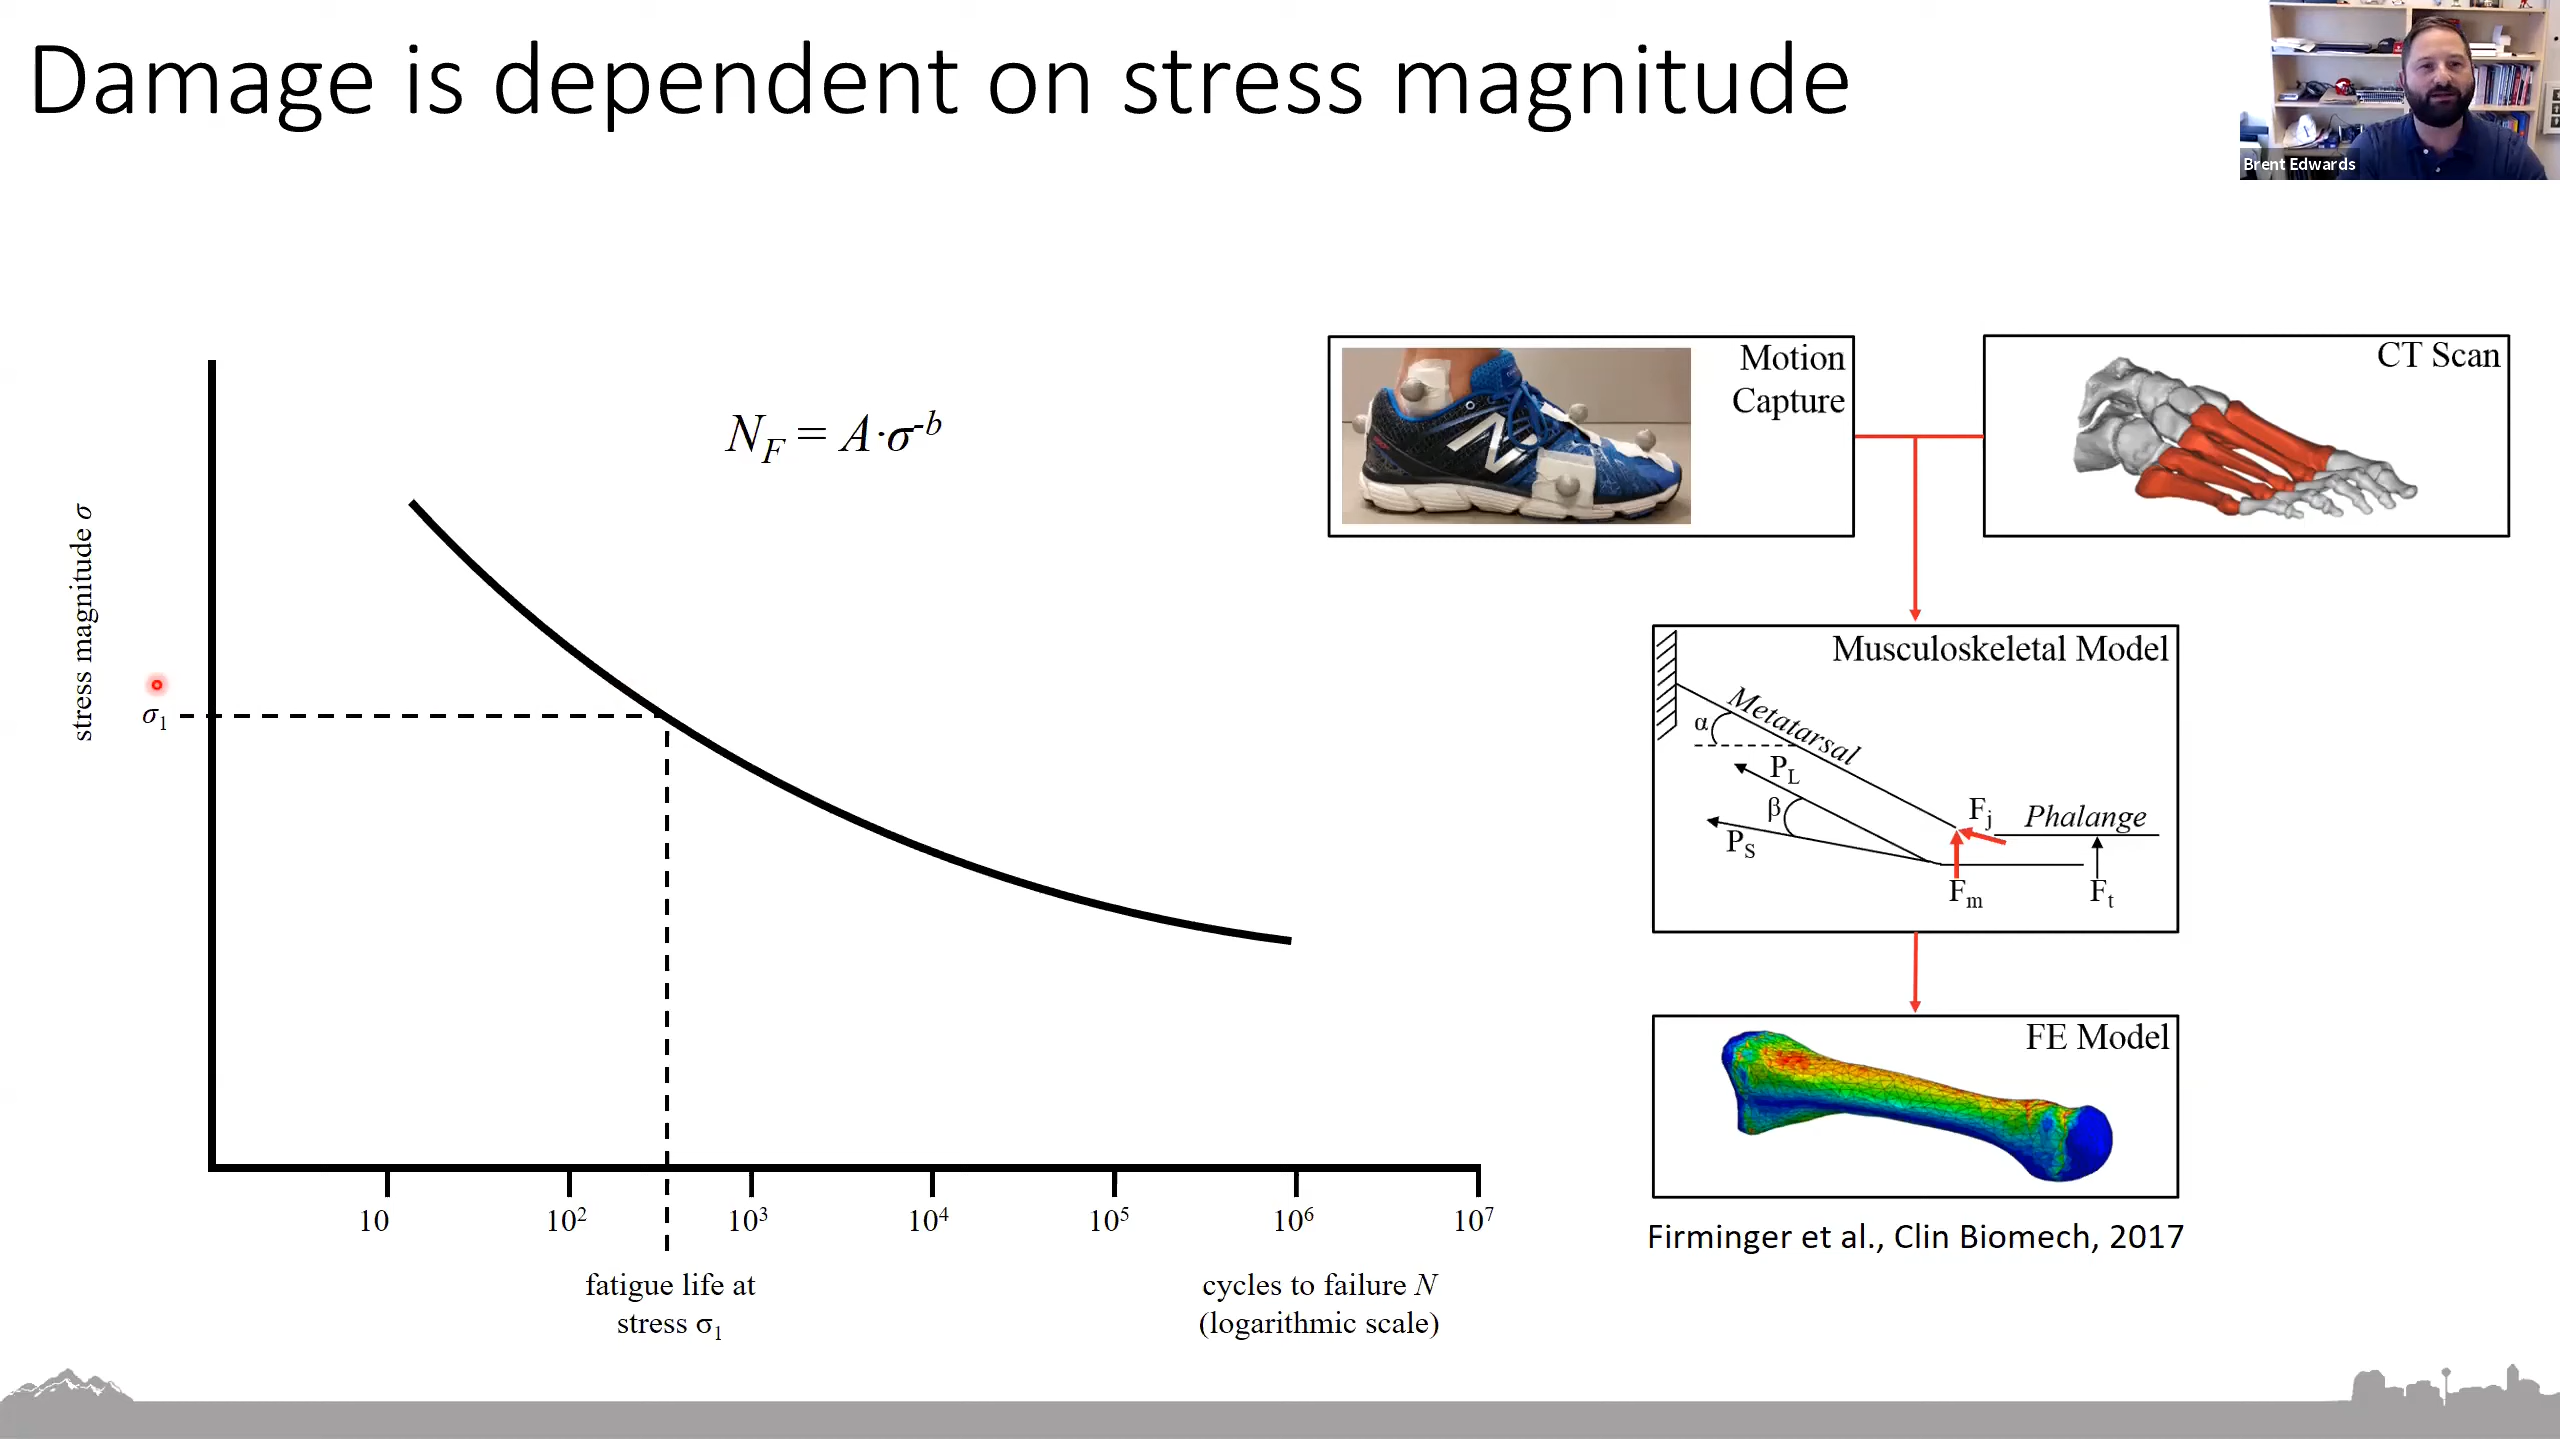 Damage is dependent on stress magnitude
Brent Edwards
N_F = A·σ^-b
stress magnitude σ
σ₁
10
10²
10³
10⁴
10⁵
10⁶
10⁷
fatigue life at
stress σ₁
cycles to failure N
(logarithmic scale)
Motion
Capture
N
CT Scan
Musculoskeletal Model
Metatarsal
α
P_L
β
P_S
F_j
Phalange
F_m
F_t
FE Model
Firminger et al., Clin Biomech, 2017